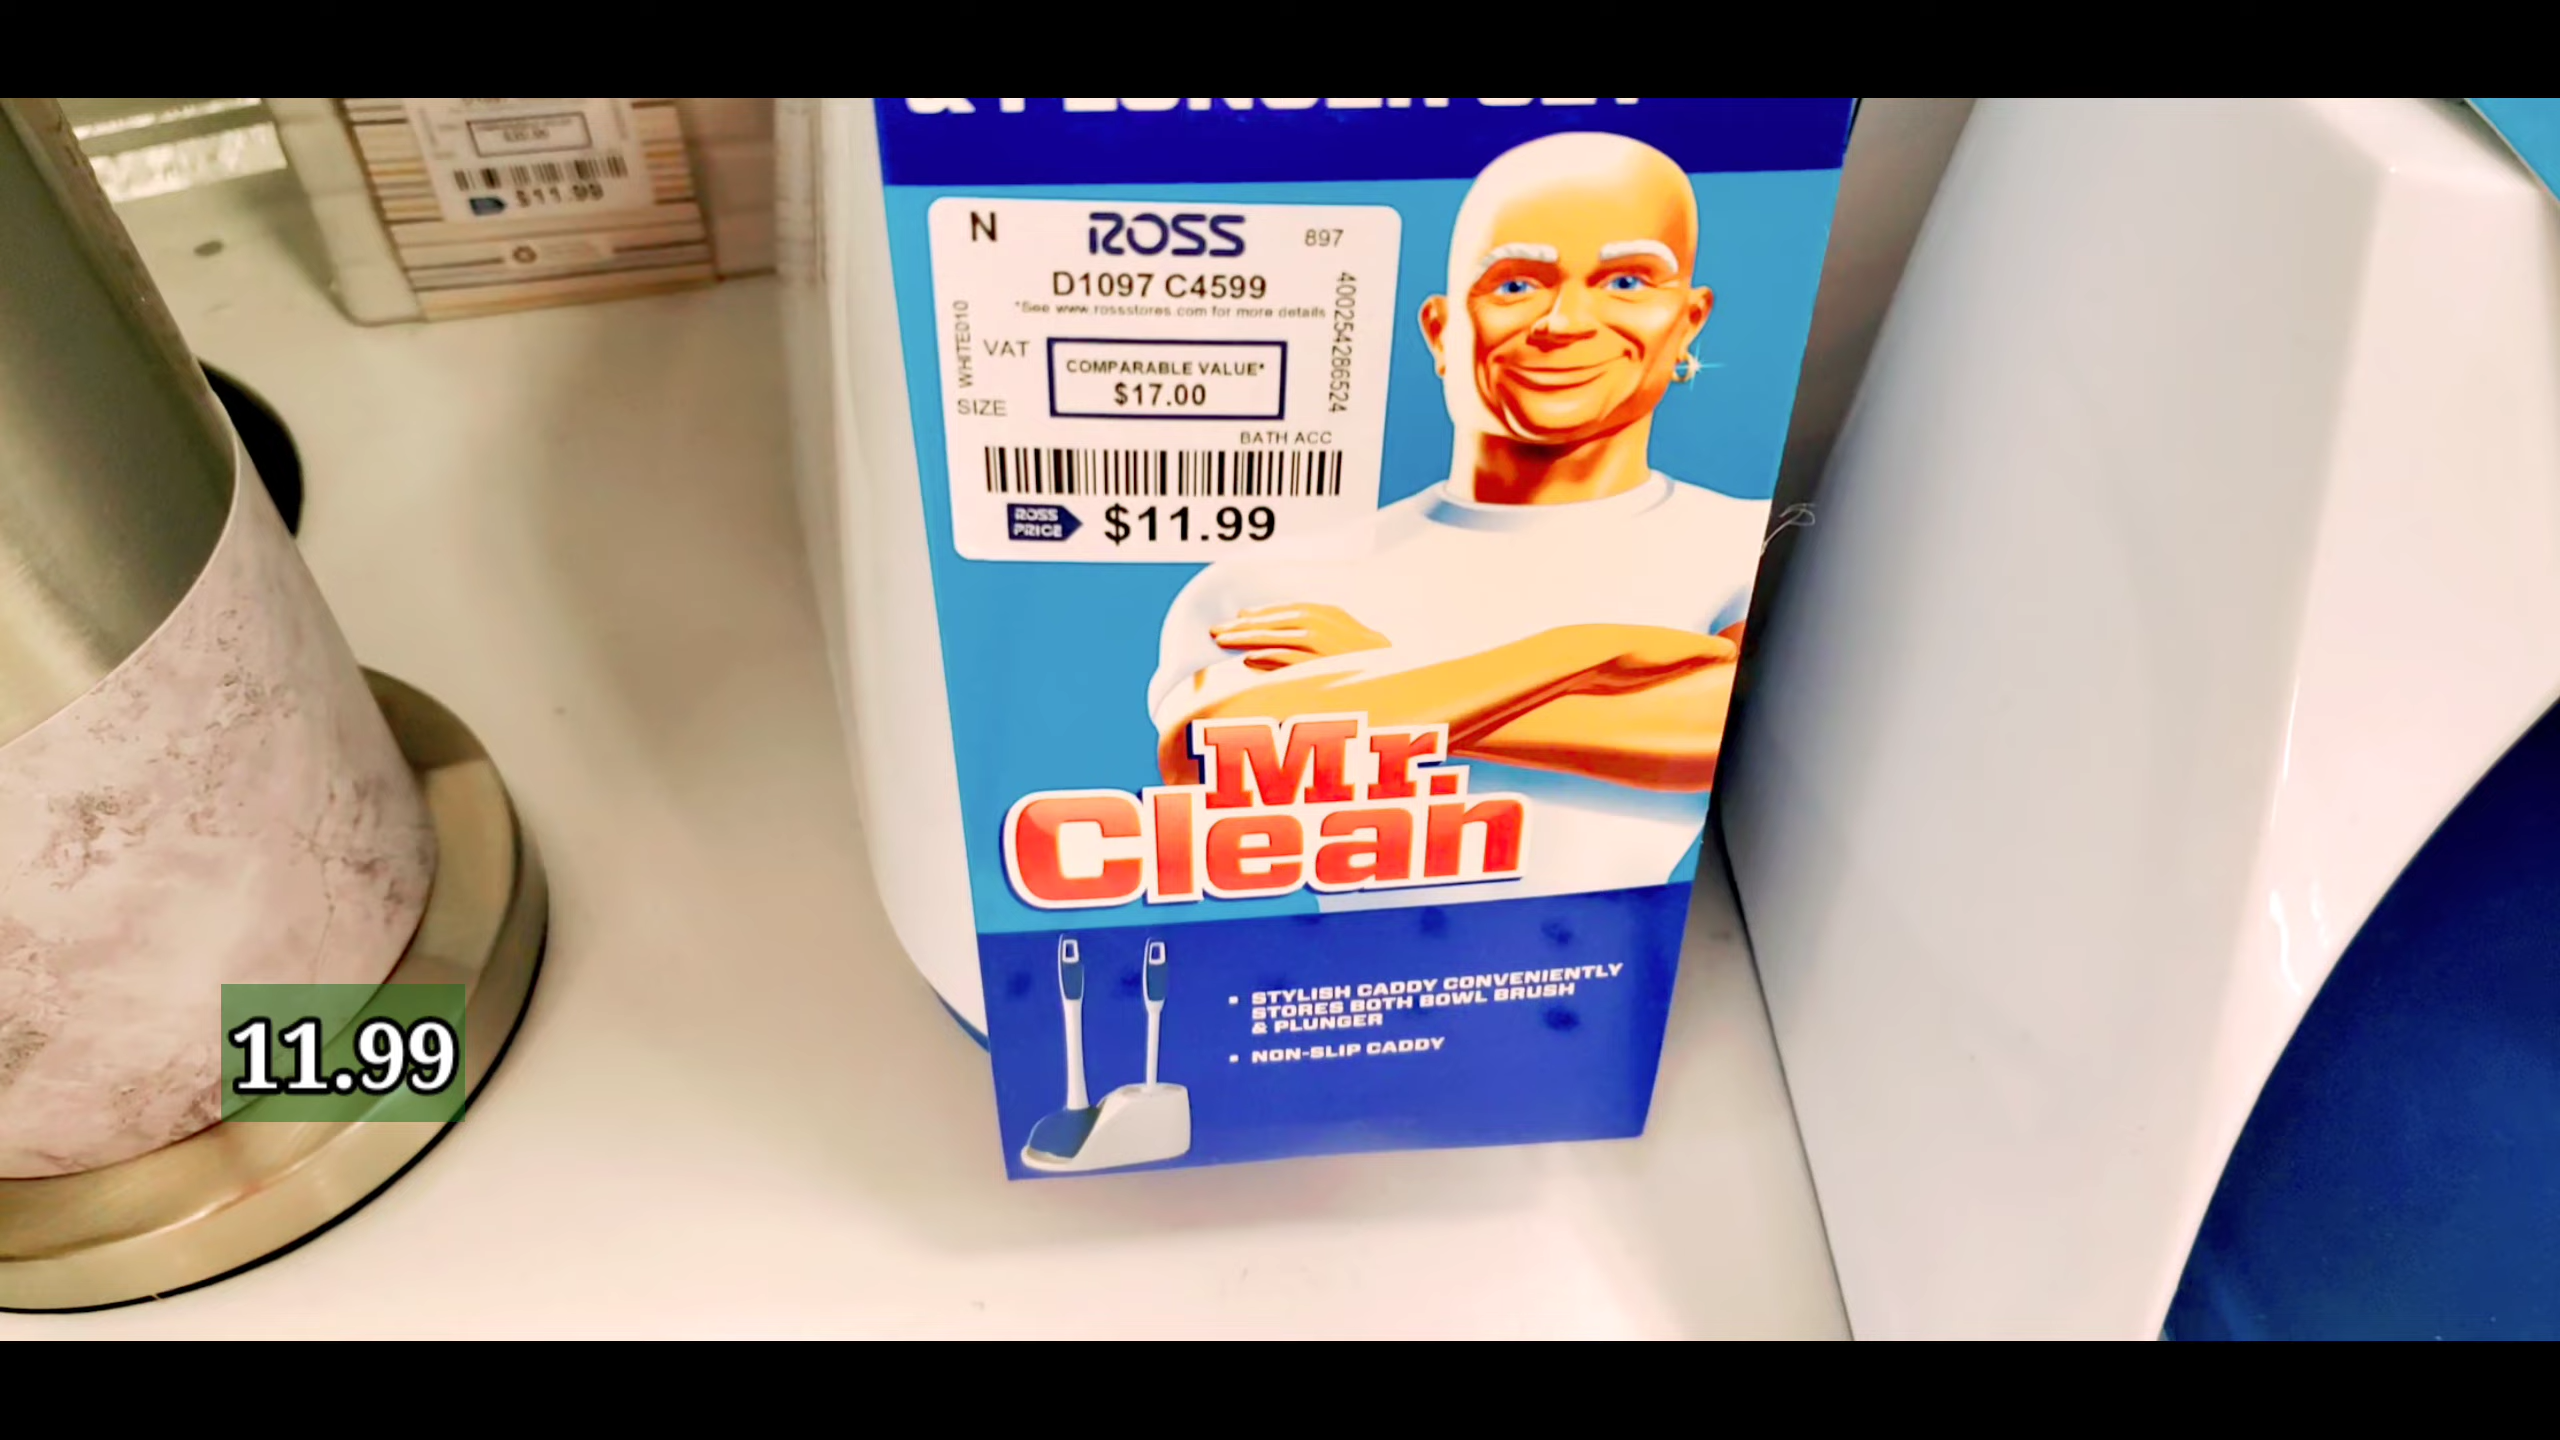 $11.99
N ROSS 897
D1097 C4599
*See www.rossstores.com for more details
400254286524
WHITE010
VAT
COMPARABLE VALUE*
$17.00
SIZE
BATH ACC
ROSS
PRICE
$11.99
Mr.
Clean
▪ STYLISH CADDY CONVENIENTLY
STORES BOTH BOWL BRUSH
& PLUNGER
▪ NON-SLIP CADDY
11.99